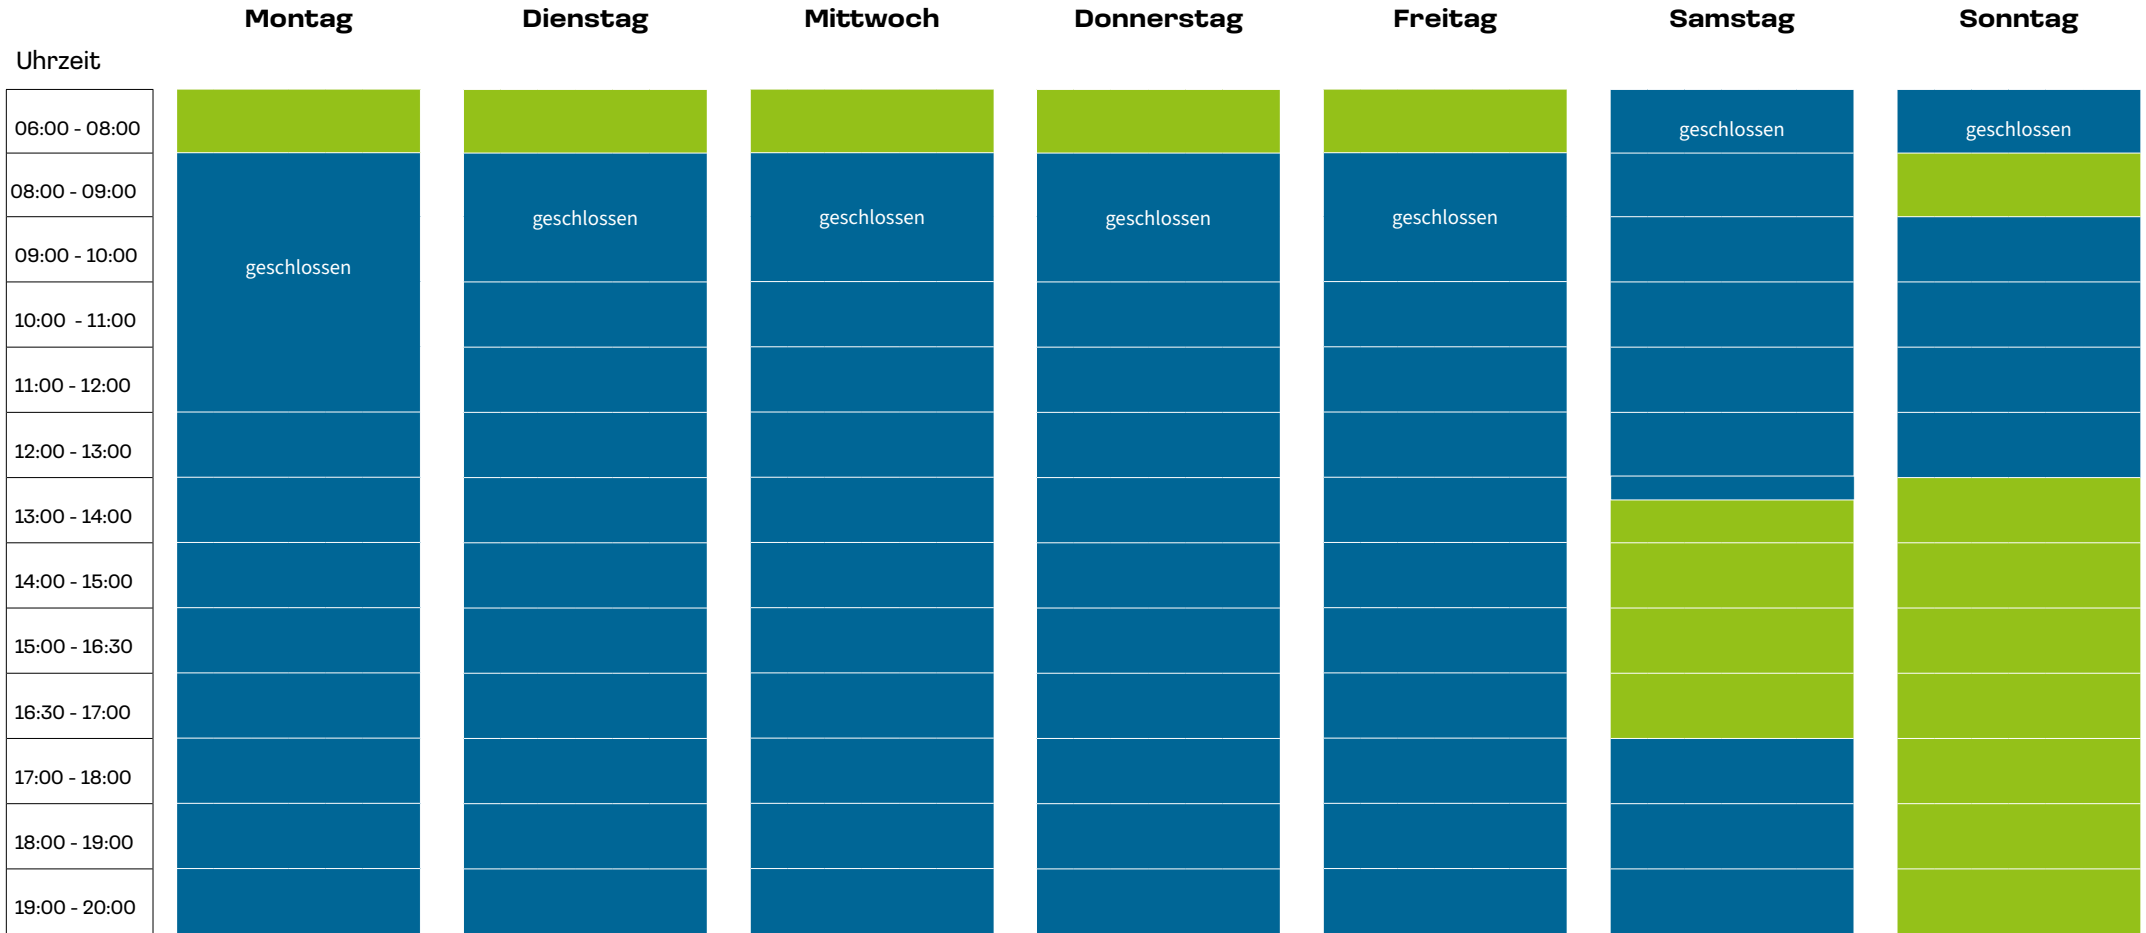 Montag Dienstag Mittwoch Donnerstag Freitag Samstag Sonntag
Uhrzeit
06:00 - 08:00 geschlossen geschlossen
08:00 - 09:00
geschlossen geschlossen geschlossen geschlossen
09:00 - 10:00
geschlossen
10:00  - 11:00
11:00 - 12:00
12:00 - 13:00
13:00 - 14:00
14:00 - 15:00
15:00 - 16:30
16:30 - 17:00
17:00 - 18:00
18:00 - 19:00
19:00 - 20:00